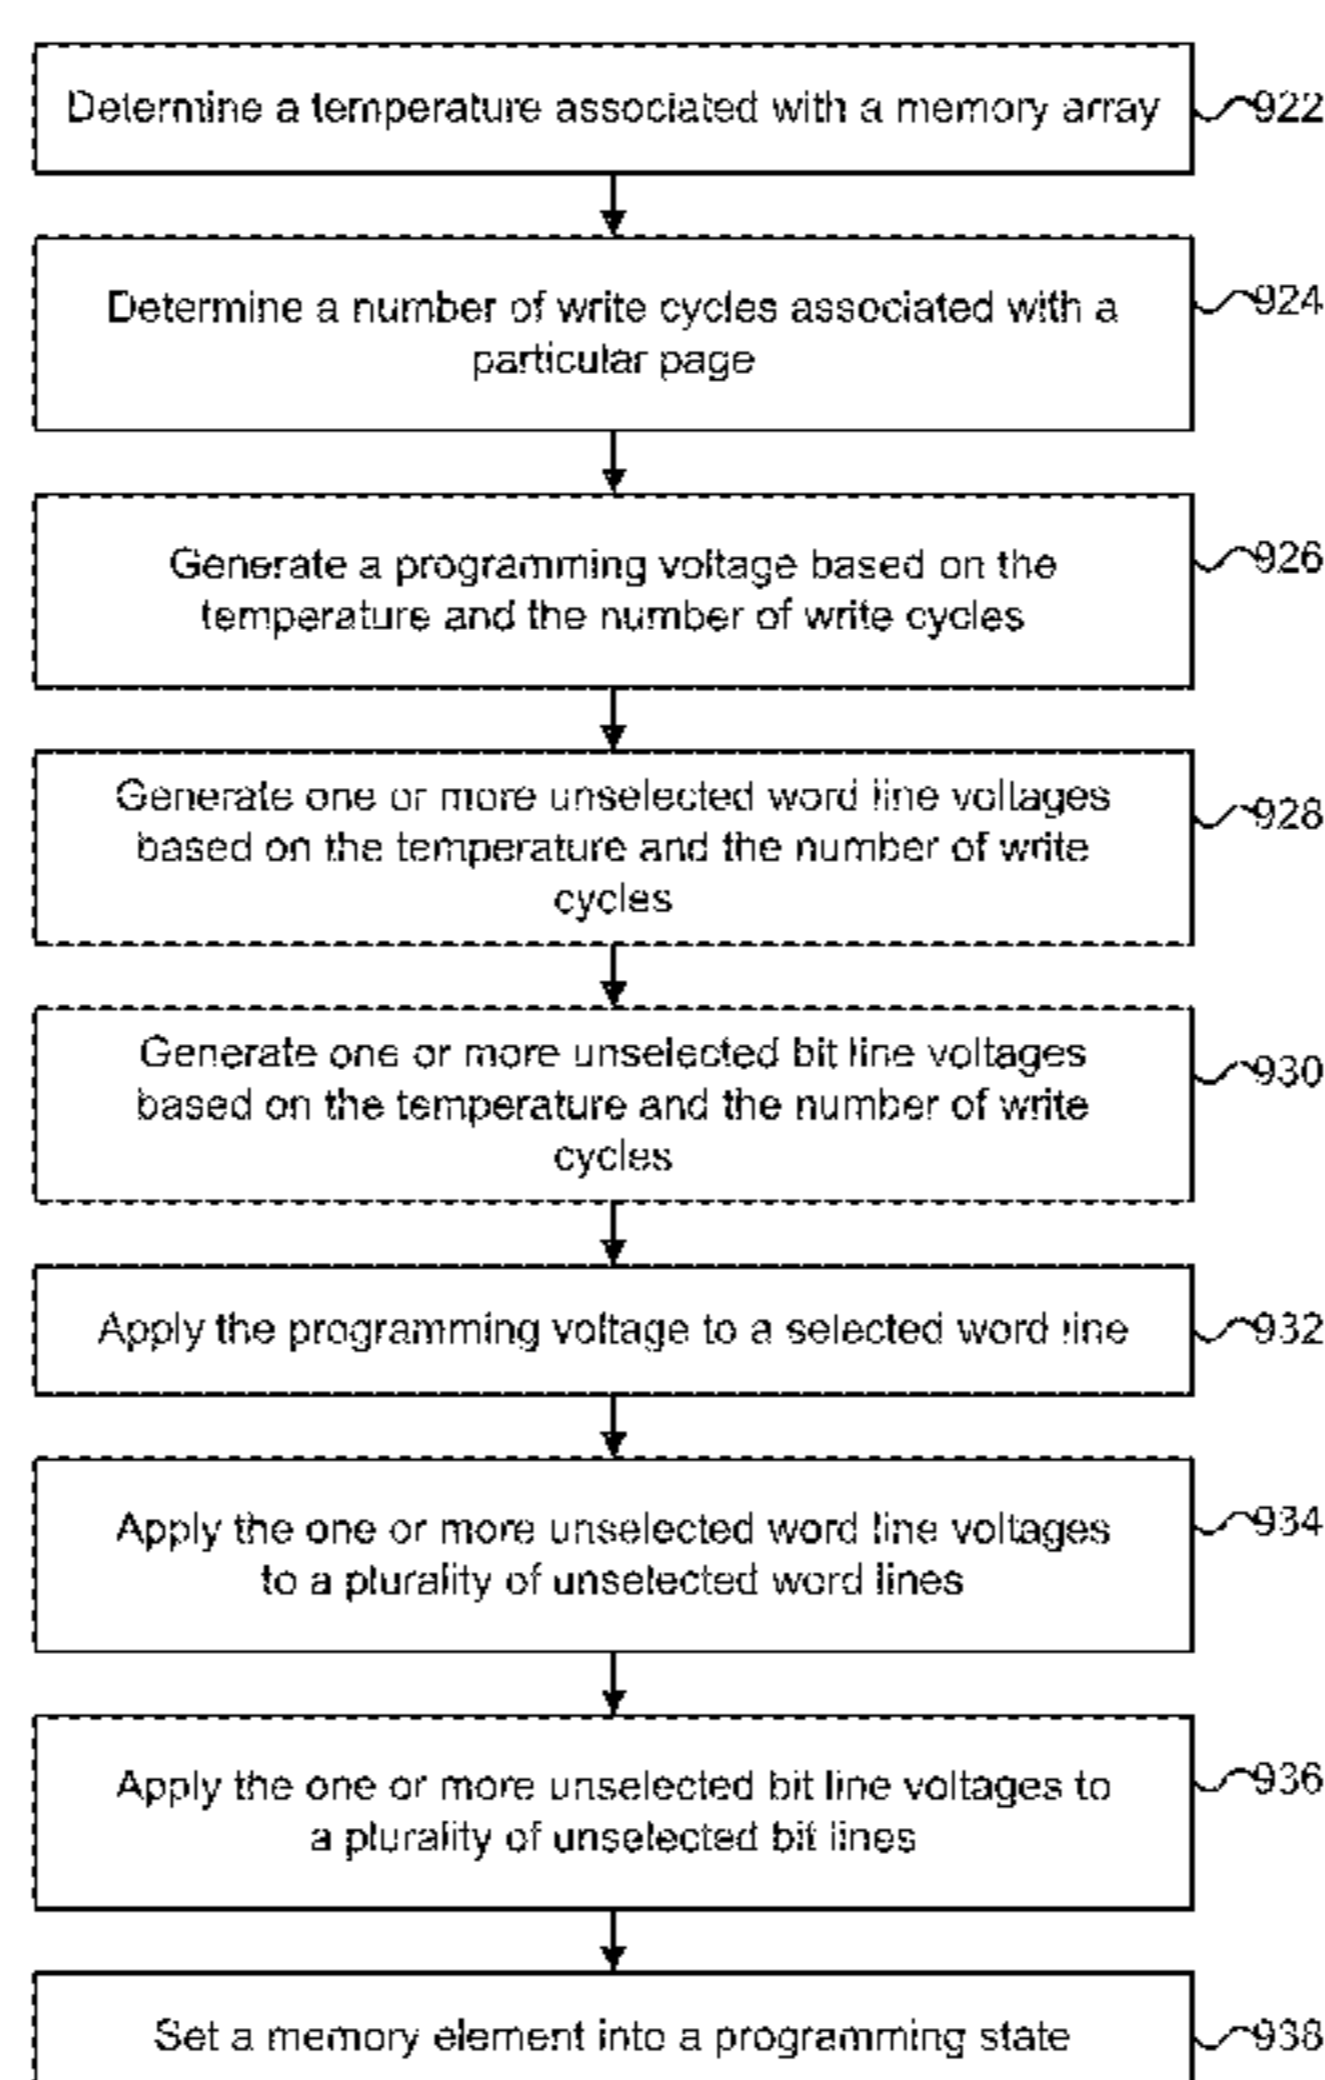 Determine a temperature associated with a memory array
922
Determine a number of write cycles associated with a
particular page
924
Generate a programming voltage based on the
temperature and the number of write cycles
926
Generate one or more unselected word line voltages
based on the temperature and the number of write
cycles
928
Generate one or more unselected bit line voltages
based on the temperature and the number of write
cycles
930
Apply the programming voltage to a selected word line
932
Apply the one or more unselected word line voltages
to a plurality of unselected word lines
934
Apply the one or more unselected bit line voltages to
a plurality of unselected bit lines
936
Set a memory element into a programming state
938